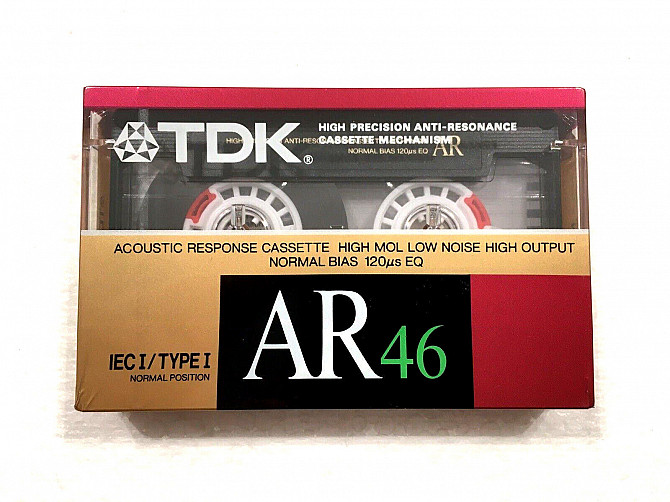 TDK®
HIGH PRECISION ANTI-RESONANCE
CASSETTE MECHANISM
NORMAL BIAS 120µs EQ
AR
ACOUSTIC RESPONSE CASSETTE HIGH MOL LOW NOISE HIGH OUTPUT
NORMAL BIAS 120µs EQ
IEC I/TYPE I
NORMAL POSITION
AR46